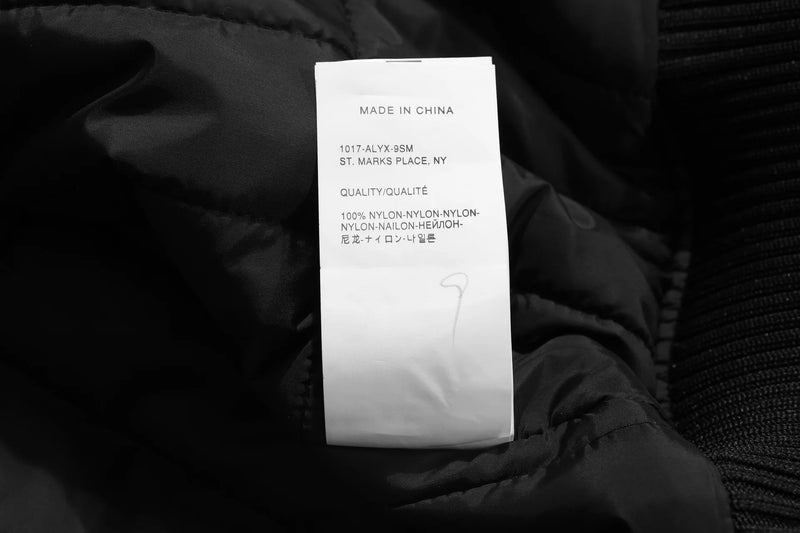 MADE IN CHINA
1017-ALYX-9SM
ST. MARKS PLACE, NY
QUALITY/QUALITÉ
100% NYLON-NYLON-NYLON-
NYLON-NAILON-НЕЙЛОН-
尼龙-ナイロン-나일론